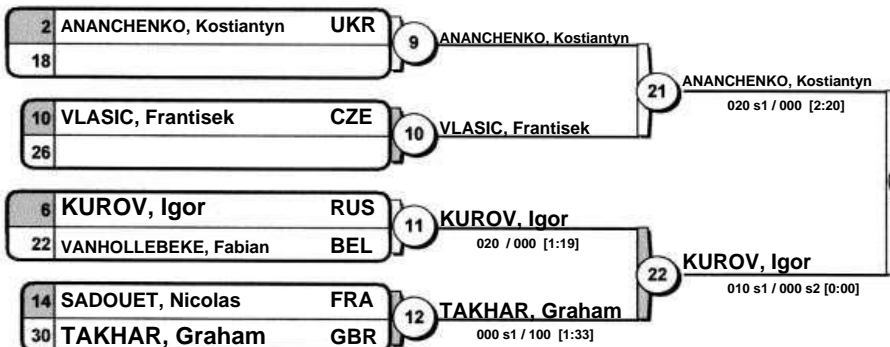 2 ANANCHENKO, Kostiantyn UKR
18
9
ANANCHENKO, Kostiantyn
10 VLASIC, Frantisek CZE
26
10
VLASIC, Frantisek
21
ANANCHENKO, Kostiantyn
020 s1 / 000 [2:20]
6 KUROV, Igor RUS
22 VANHOLLEBEKE, Fabian BEL
11
KUROV, Igor
020 / 000 [1:19]
14 SADOUET, Nicolas FRA
30 TAKHAR, Graham GBR
12
TAKHAR, Graham
000 s1 / 100 [1:33]
22
KUROV, Igor
010 s1 / 000 s2 [0:00]